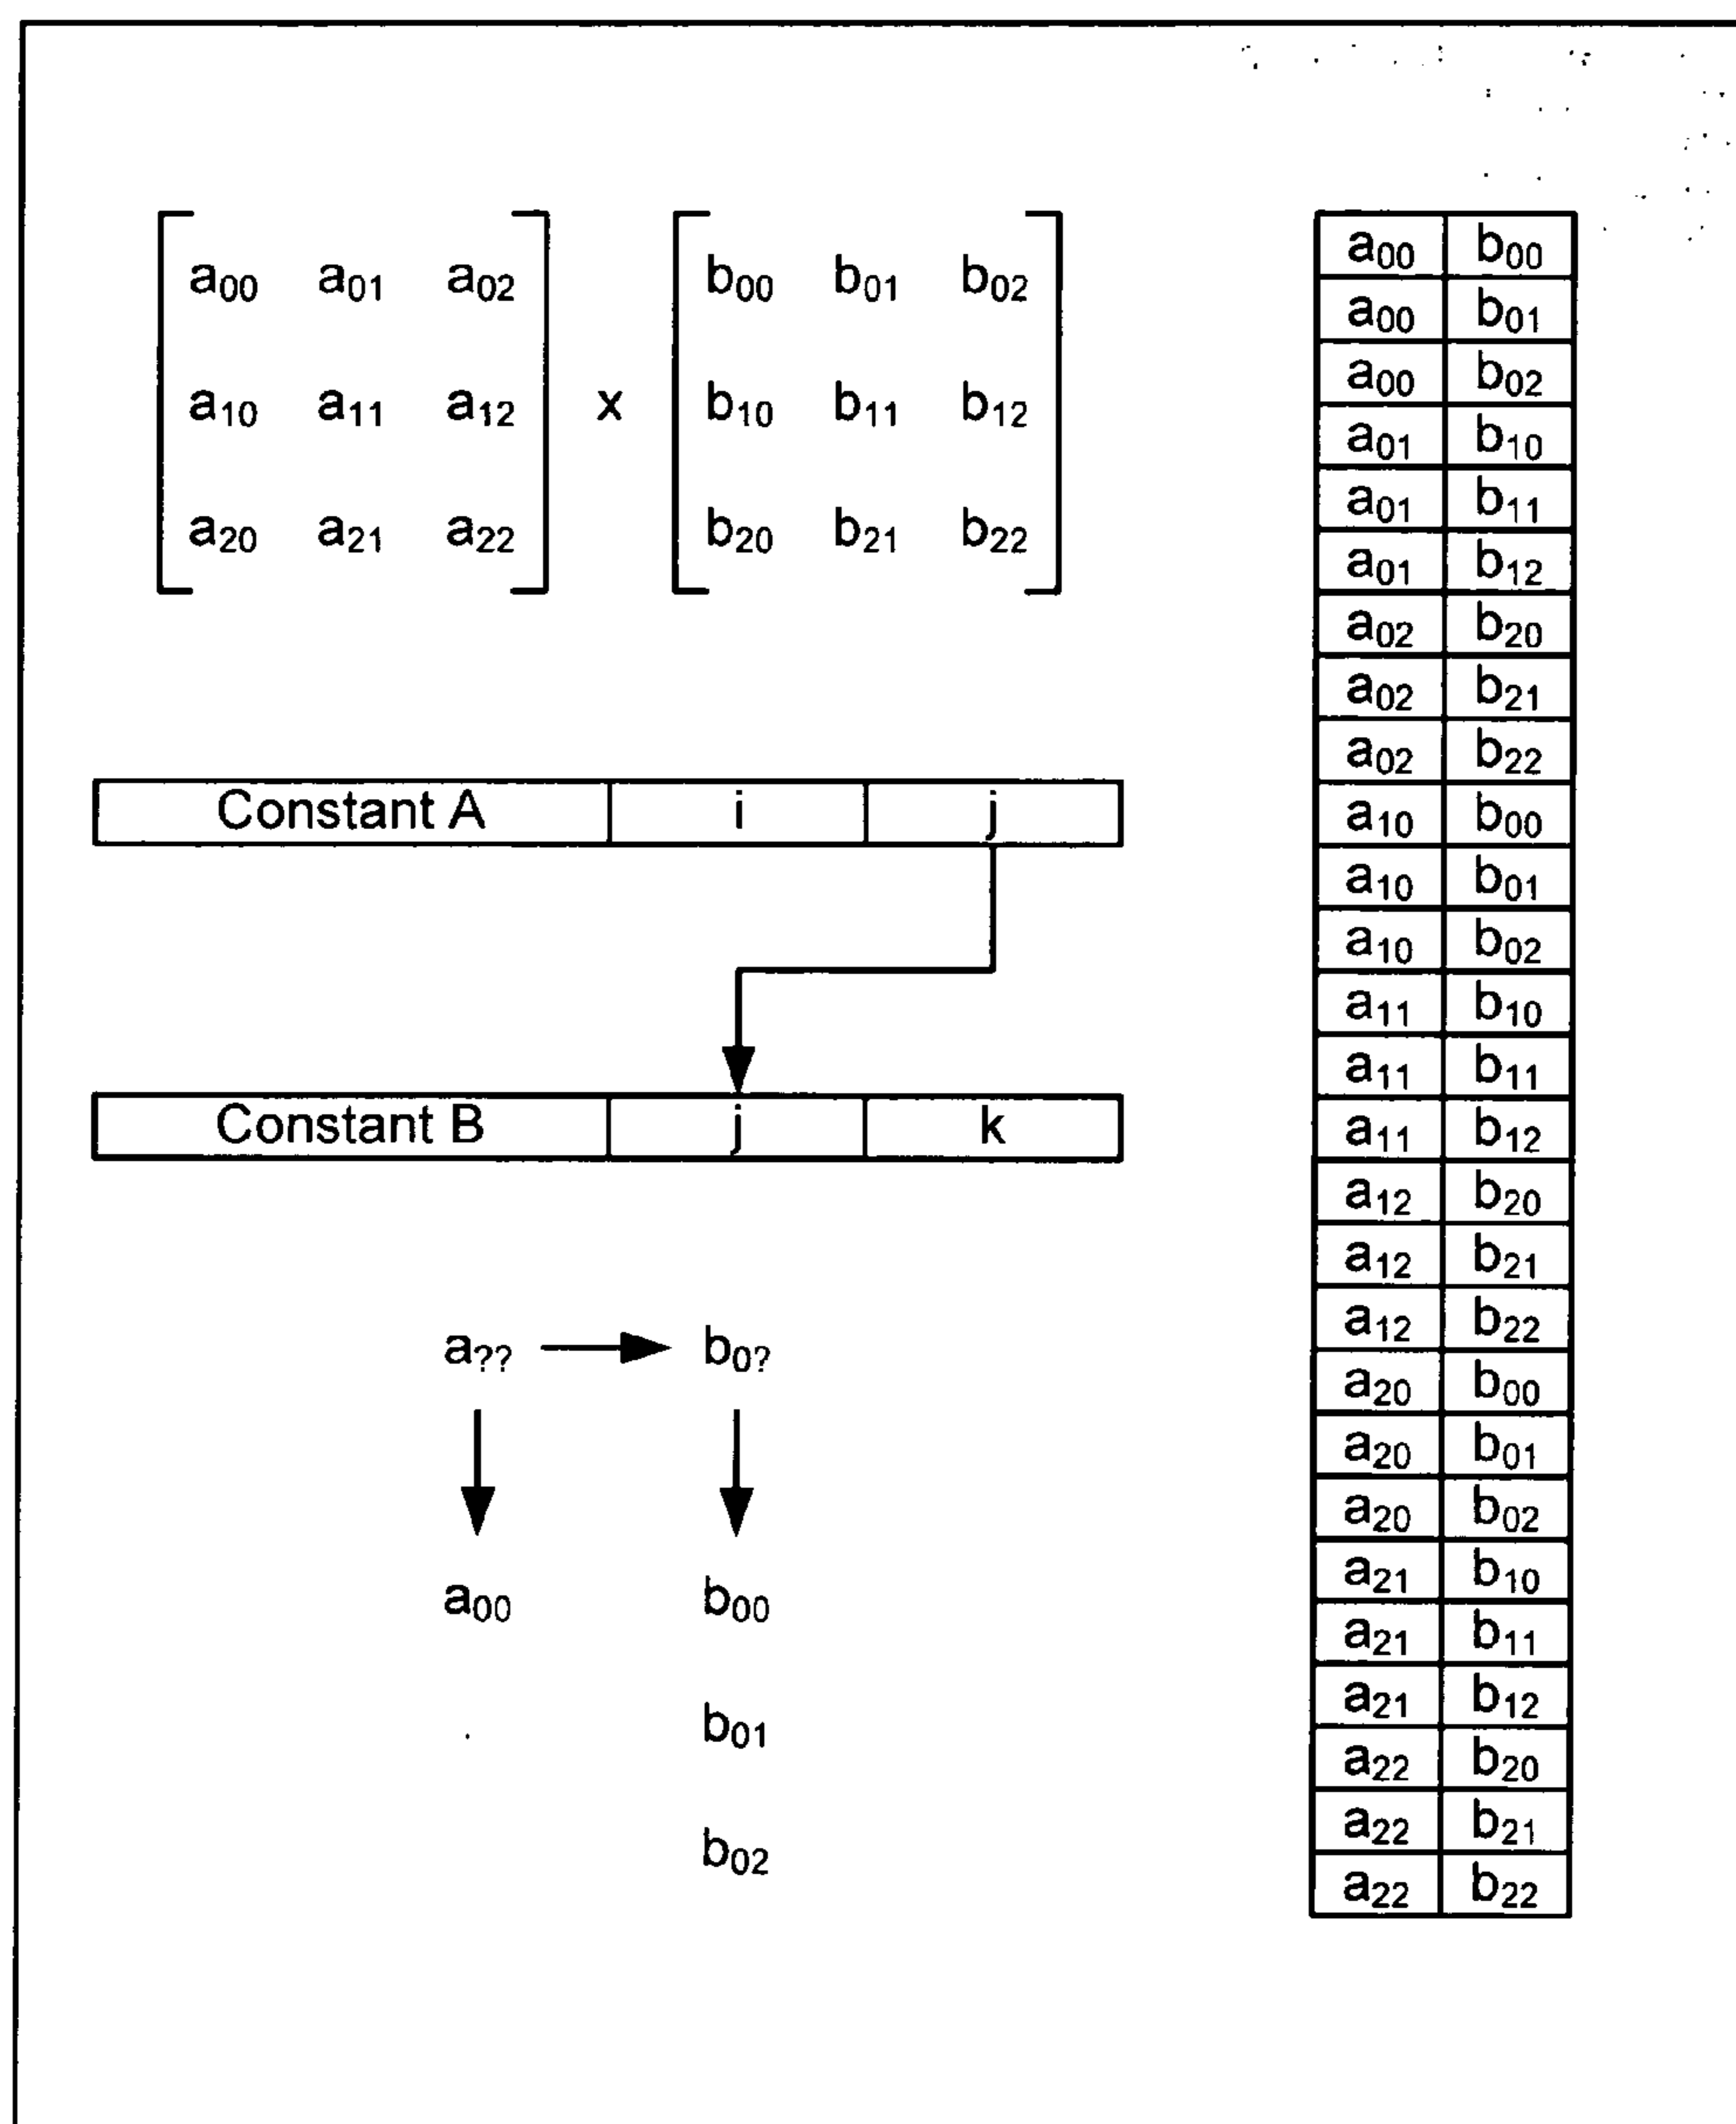 a00 a01 a02 b00 b01 b02
a10 a11 a12 x b10 b11 b12
a20 a21 a22 b20 b21 b22
Constant A i j
Constant B j k
a?? b0?
a00 b00
b01
b02
a00 b00
a00 b01
a00 b02
a01 b10
a01 b11
a01 b12
a02 b20
a02 b21
a02 b22
a10 b00
a10 b01
a10 b02
a11 b10
a11 b11
a11 b12
a12 b20
a12 b21
a12 b22
a20 b00
a20 b01
a20 b02
a21 b10
a21 b11
a21 b12
a22 b20
a22 b21
a22 b22